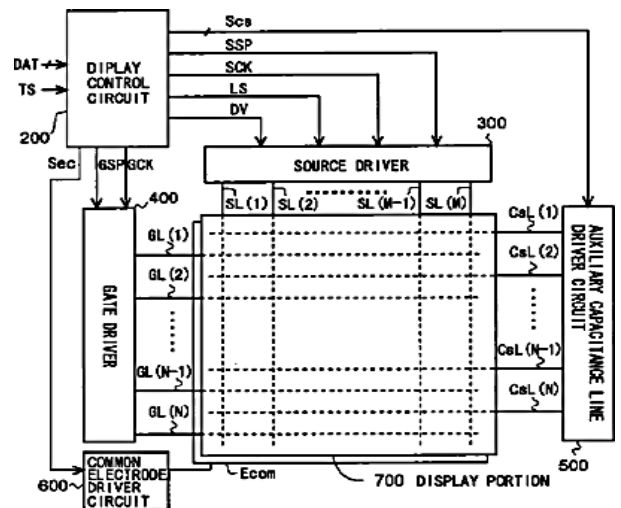 Scs
SSP
SCK
LS
DV
DAT
TS
DIPLAY
CONTROL
CIRCUIT
200
Sec
GSP
GCK
300
SOURCE DRIVER
SL(1)
SL(2)
SL(M-1)
SL(M)
400
GATE DRIVER
GL(1)
GL(2)
GL(N-1)
GL(N)
CsL(1)
CsL(2)
CsL(N-1)
CsL(N)
AUXILIARY CAPACITANCE LINE
DRIVER CIRCUIT
500
600
COMMON
ELECTRODE
DRIVER
CIRCUIT
Ecom
700 DISPLAY PORTION